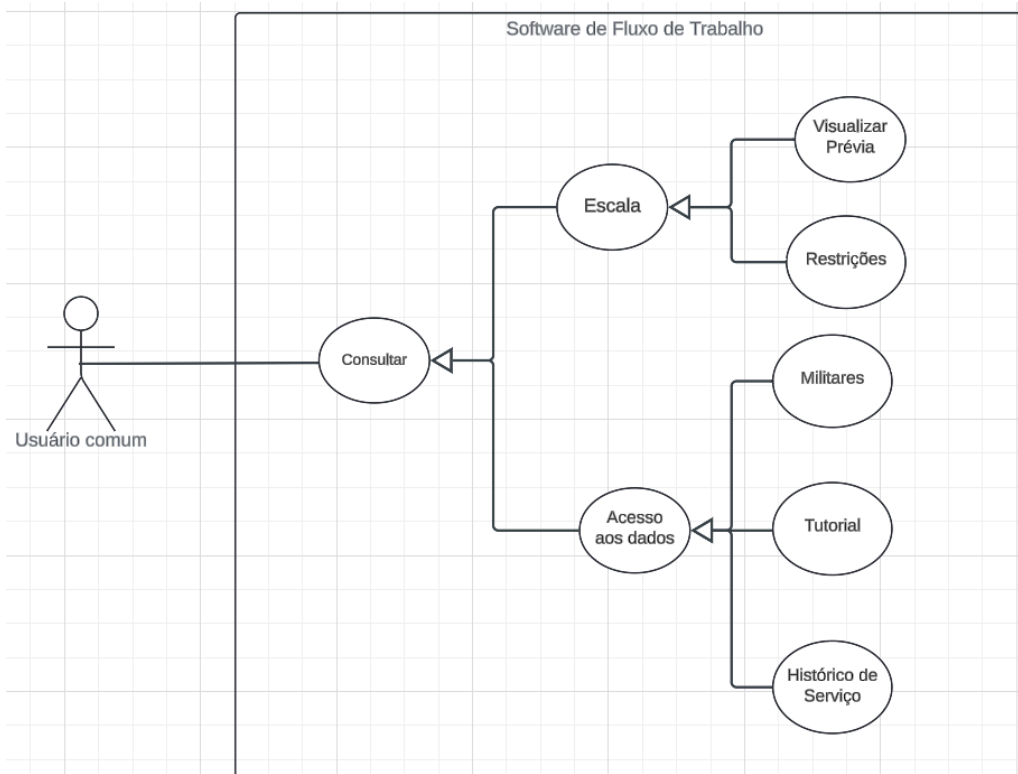 Software de Fluxo de Trabalho
Visualizar
Prévia
Escala
Restrições
Consultar
Militares
Usuário comum
Acesso
aos dados
Tutorial
Histórico de
Serviço